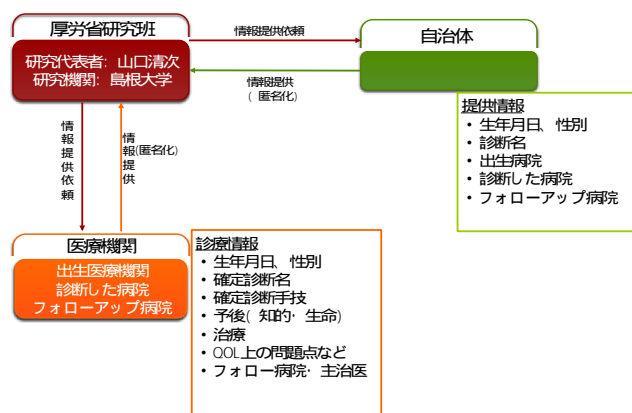 厚労省研究班
研究代表者: 山口清次
研究機関: 島根大学
情報提供依頼
自治体
情報提供
(匿名化)
提供情報
・生年月日、性別
・診断名
・出生病院
・診断した病院
・フォローアップ病院
情報提供依頼
情報提供
(匿名化)
医療機関
出生医療機関
診断した病院
フォローアップ病院
診療情報
・生年月日、性別
・確定診断名
・確定診断手技
・予後(知的・生命)
・治療
・QOL上の問題点など
・フォロー病院・主治医